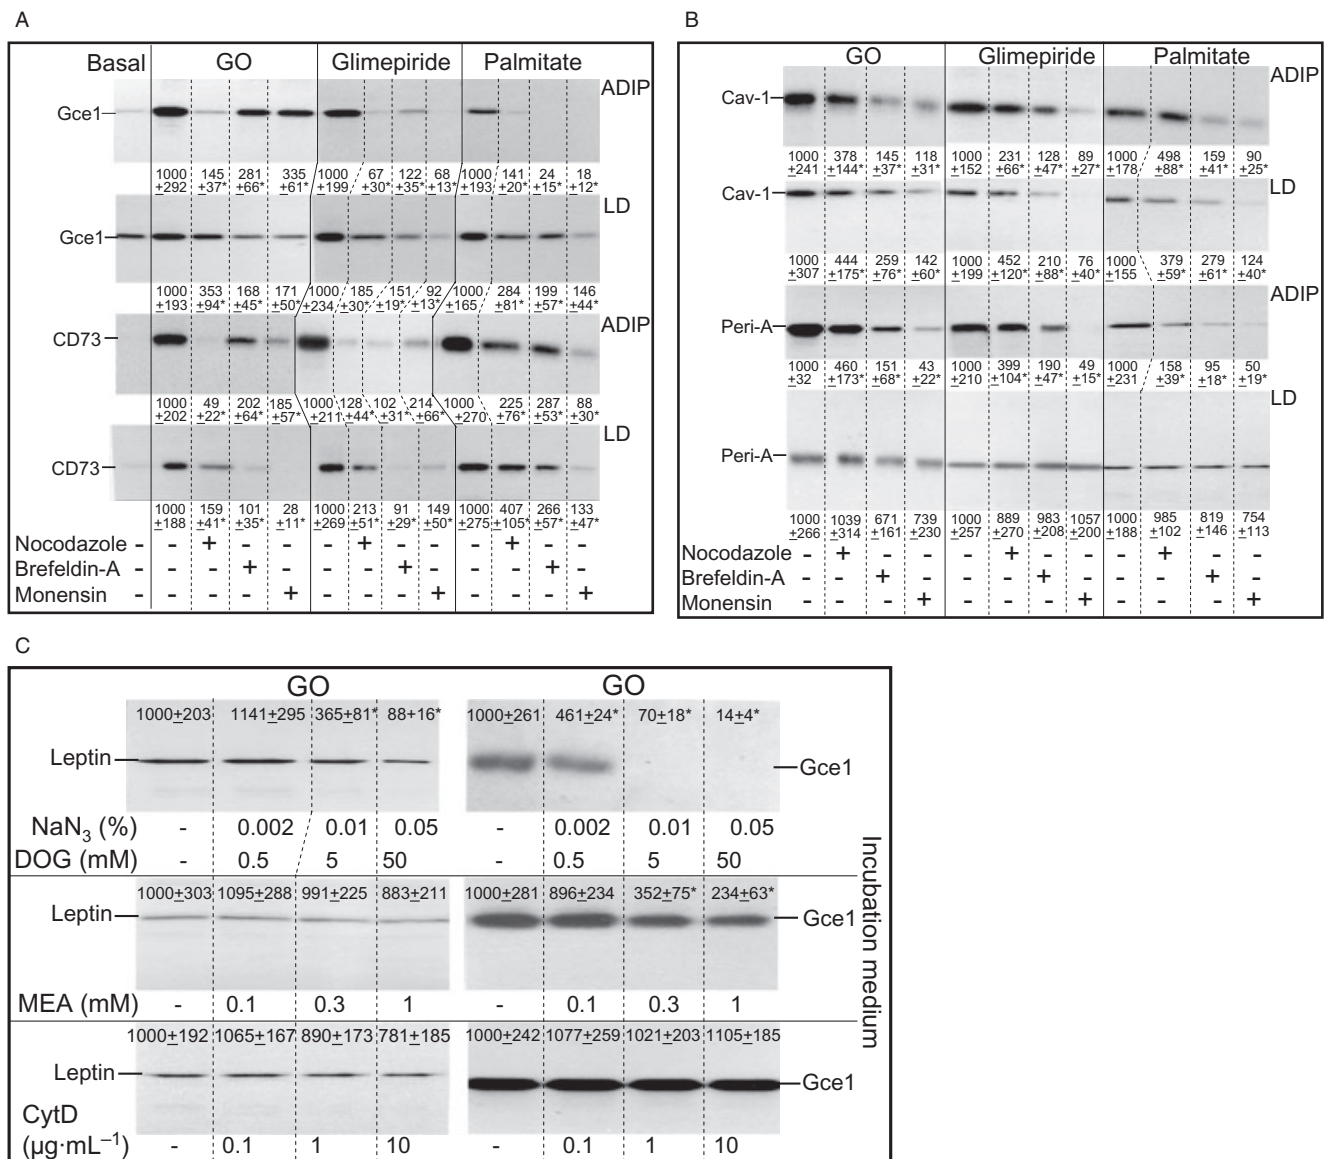 A
Basal GO Glimepiride Palmitate
ADIP
Gce1
1000 145 281 335 1000 67 122 68 1000 141 24 18
±292 ±37* ±66* ±61* ±199 ±30* ±35* ±13* ±193 ±20* ±15* ±12*
LD
Gce1
1000 353 168 171 1000 185 151 92 1000 284 199 146
±193 ±94* ±45* ±50* ±234 ±30* ±19* ±13* ±165 ±81* ±57* ±44*
ADIP
CD73
1000 49 202 185 1000 128 102 214 1000 225 287 88
±202 ±22* ±64* ±57* ±211 ±44* ±31* ±66* ±270 ±76* ±53* ±30*
LD
CD73
1000 159 101 28 1000 213 91 149 1000 407 266 133
±188 ±41* ±35* ±11* ±269 ±51* ±29* ±50* ±275 ±105* ±57* ±47*
Nocodazole - - + - - - + - - - + - -
Brefeldin-A - - - + - - - + - - - + -
Monensin - - - - + - - - + - - - +
B
GO Glimepiride Palmitate
ADIP
Cav-1
1000 378 145 118 1000 231 128 89 1000 498 159 90
±241 ±144* ±37* ±31* ±152 ±66* ±47* ±27* ±178 ±88* ±41* ±25*
LD
Cav-1
1000 444 259 142 1000 452 210 76 1000 379 279 124
±307 ±175* ±76* ±60* ±199 ±120* ±88* ±40* ±155 ±59* ±61* ±40*
ADIP
Peri-A
1000 460 151 43 1000 399 190 49 1000 158 95 50
±32 ±173* ±68* ±22* ±210 ±104* ±47* ±15* ±231 ±39* ±18* ±19*
LD
Peri-A
1000 1039 671 739 1000 889 983 1057 1000 985 819 754
±266 ±314 ±161 ±230 ±257 ±270 ±208 ±200 ±188 ±102 ±146 ±113
Nocodazole - + - - - + - - - + - -
Brefeldin-A - - + - - - + - - - + -
Monensin - - - + - - - + - - - +
C
GO GO
1000±203 1141±295 365±81* 88+16* 1000±261 461±24* 70±18* 14±4*
Leptin Gce1
NaN₃ (%) - 0.002 0.01 0.05 - 0.002 0.01 0.05
DOG (mM) - 0.5 5 50 - 0.5 5 50
1000±303 1095±288 991±225 883±211 1000±281 896±234 352±75* 234±63*
Leptin Gce1
MEA (mM) - 0.1 0.3 1 - 0.1 0.3 1
1000±192 1065±167 890±173 781±185 1000±242 1077±259 1021±203 1105±185
Leptin Gce1
CytD
(µg·mL⁻¹) - 0.1 1 10 - 0.1 1 10
Incubation medium